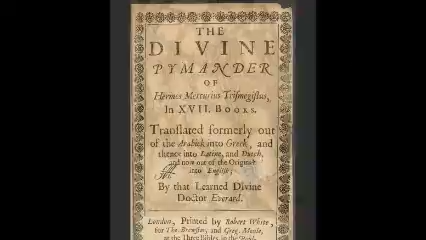 THE
DIVINE
PYMANDER
OF
Hermes Mercurius Trismegistus,
In XVII. Books.
Translated formerly out
of the Arabick into Greek, and
thence into Latine, and Dutch,
and now out of the Original
into English;
By that Learned Divine
Doctor Everard.
London, Printed by Robert White,
for Tho. Brewster, and Greg. Moule,
at the Three Bibles in the